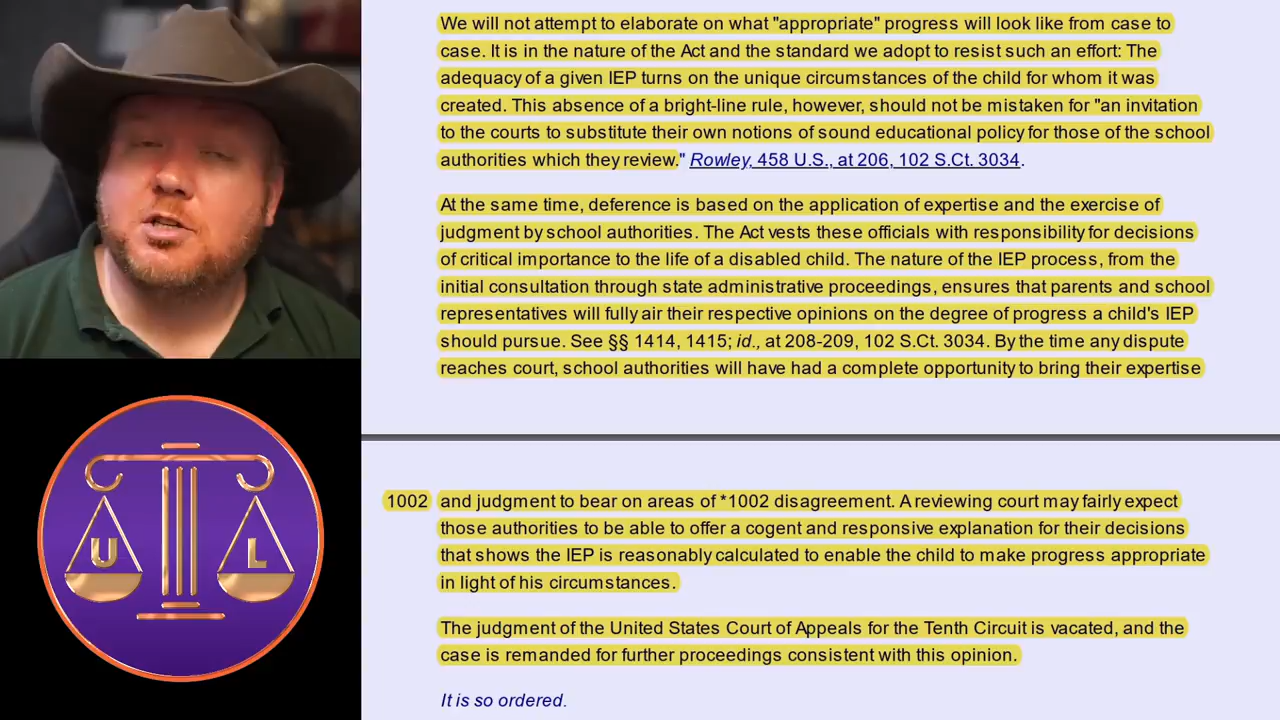 We will not attempt to elaborate on what "appropriate" progress will look like from case to
case. It is in the nature of the Act and the standard we adopt to resist such an effort: The
adequacy of a given IEP turns on the unique circumstances of the child for whom it was
created. This absence of a bright-line rule, however, should not be mistaken for "an invitation
to the courts to substitute their own notions of sound educational policy for those of the school
authorities which they review." Rowley, 458 U.S., at 206, 102 S.Ct. 3034.
At the same time, deference is based on the application of expertise and the exercise of
judgment by school authorities. The Act vests these officials with responsibility for decisions
of critical importance to the life of a disabled child. The nature of the IEP process, from the
initial consultation through state administrative proceedings, ensures that parents and school
representatives will fully air their respective opinions on the degree of progress a child's IEP
should pursue. See §§ 1414, 1415; id., at 208-209, 102 S.Ct. 3034. By the time any dispute
reaches court, school authorities will have had a complete opportunity to bring their expertise
1002 and judgment to bear on areas of *1002 disagreement. A reviewing court may fairly expect
those authorities to be able to offer a cogent and responsive explanation for their decisions
that shows the IEP is reasonably calculated to enable the child to make progress appropriate
in light of his circumstances.
The judgment of the United States Court of Appeals for the Tenth Circuit is vacated, and the
case is remanded for further proceedings consistent with this opinion.
It is so ordered.
U L